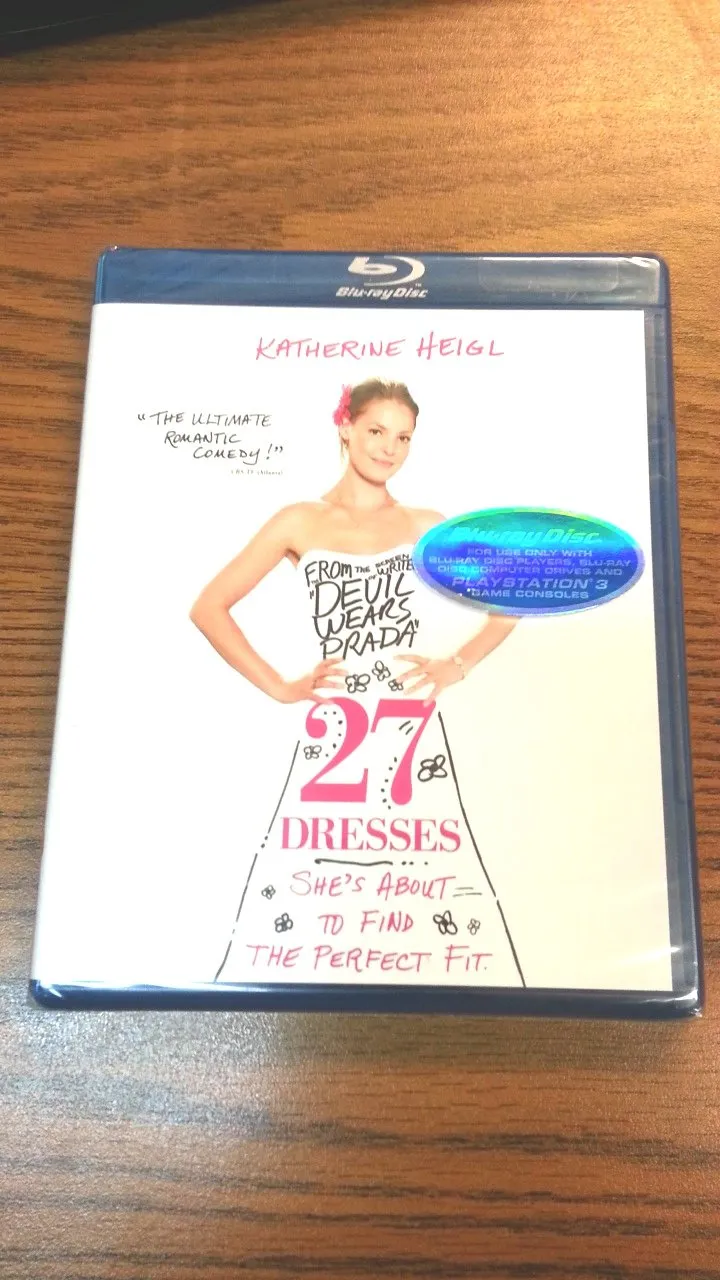 Blu-ray Disc
KATHERINE HEIGL
"THE ULTIMATE
ROMANTIC
COMEDY!"
Blu-ray Disc
FOR USE ONLY WITH
BLU-RAY DISC PLAYERS, BLU-RAY
DISC COMPUTER DRIVES AND
PLAYSTATION®3
GAME CONSOLES
FROM THE SCREEN
WRITE
"DEVIL
WEARS
PRADA"
27
DRESSES
SHE'S ABOUT
TO FIND
THE PERFECT FIT.